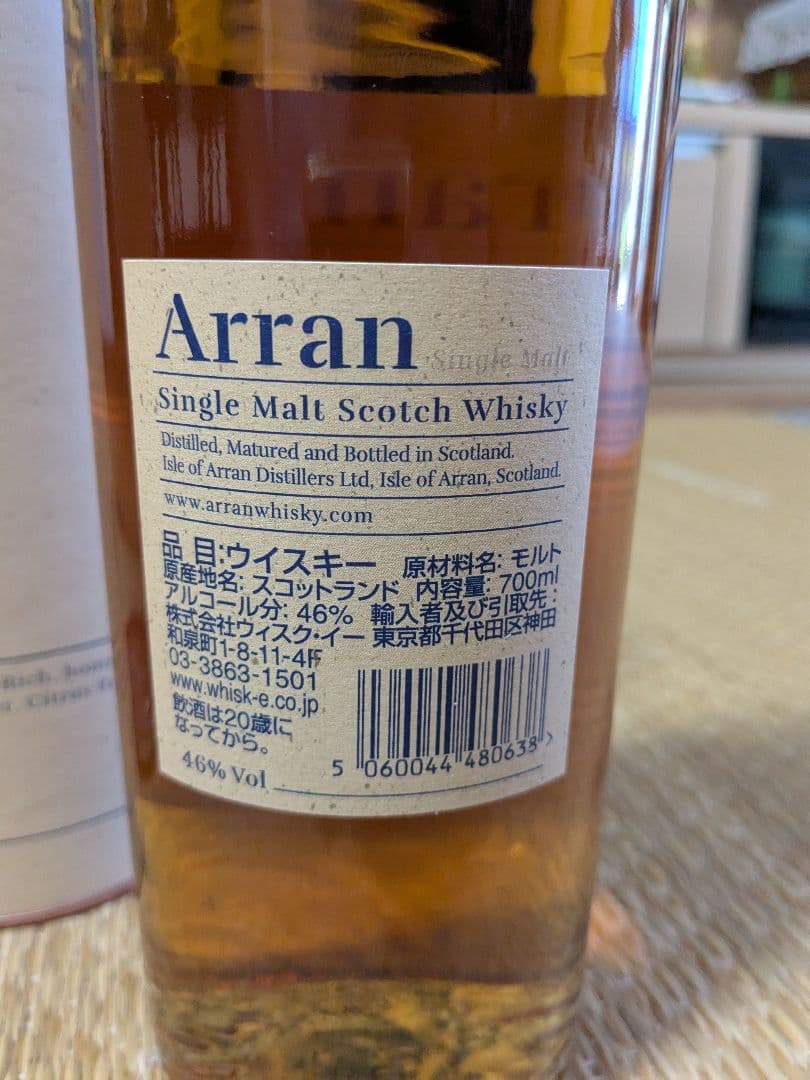 Arran Single Malt
Single Malt Scotch Whisky
Distilled, Matured and Bottled in Scotland.
Isle of Arran Distillers Ltd, Isle of Arran, Scotland.
www.arranwhisky.com
品 目:ウイスキー 原材料名: モルト
原産地名: スコットランド 内容量: 700ml
アルコール分: 46% 輸入者及び引取先:
株式会社ウィスク・イー 東京都千代田区神田
和泉町1-8-11-4F
03-3863-1501
www.whisk-e.co.jp
飲酒は20歳に
なってから。
46% Vol
5 060044 480638 >
Rich,
Citrus